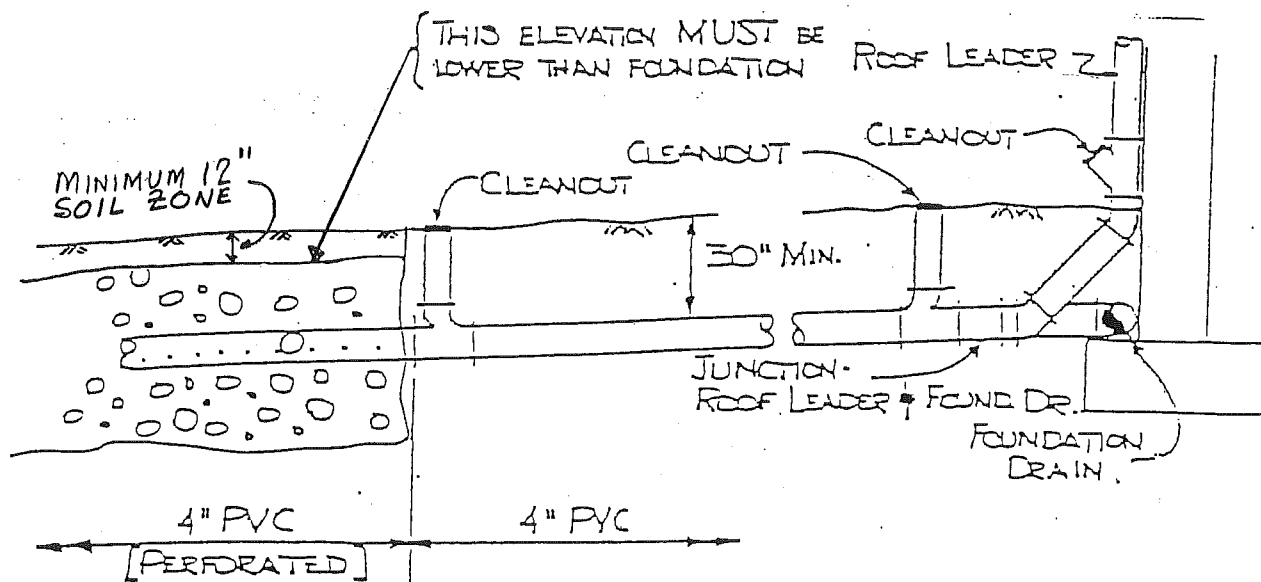 THIS ELEVATION MUST BE
LOWER THAN FOUNDATION
ROOF LEADER
CLEANOUT
CLEANOUT
CLEANOUT
MINIMUM 12"
SOIL ZONE
30" MIN.
JUNCTION-
ROOF LEADER & FOUND DR.
FOUNDATION
DRAIN.
4" PVC
4" PVC
[PERFORATED]